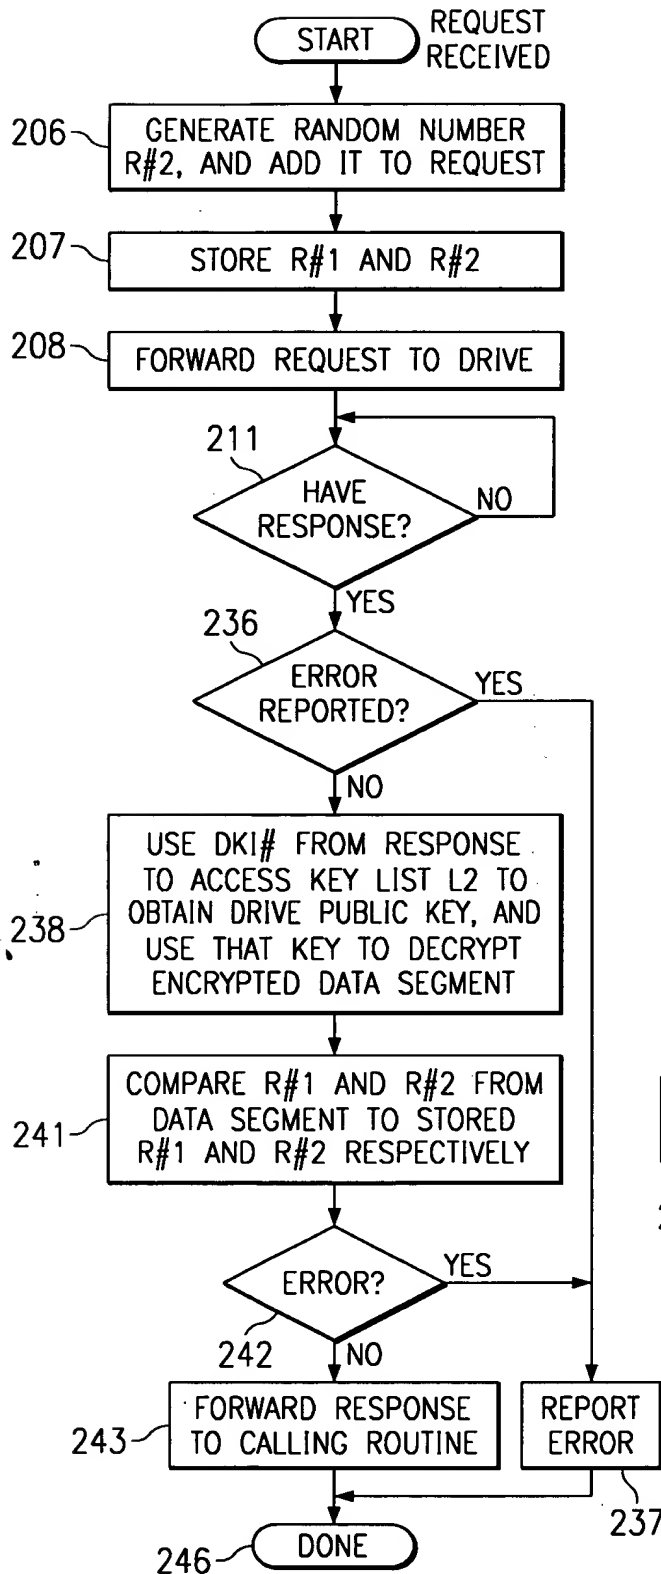 START
REQUEST
RECEIVED
206
GENERATE RANDOM NUMBER
R#2, AND ADD IT TO REQUEST
207
STORE R#1 AND R#2
208
FORWARD REQUEST TO DRIVE
211
HAVE
RESPONSE?
NO
YES
236
ERROR
REPORTED?
YES
NO
238
USE DKI# FROM RESPONSE
TO ACCESS KEY LIST L2 TO
OBTAIN DRIVE PUBLIC KEY, AND
USE THAT KEY TO DECRYPT
ENCRYPTED DATA SEGMENT
241
COMPARE R#1 AND R#2 FROM
DATA SEGMENT TO STORED
R#1 AND R#2 RESPECTIVELY
ERROR?
YES
242
NO
243
FORWARD RESPONSE
TO CALLING ROUTINE
REPORT
ERROR
237
DONE
246